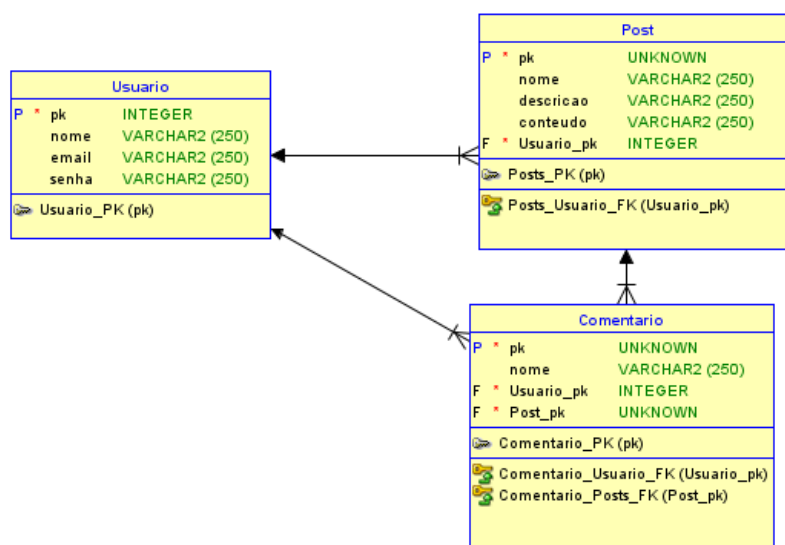 Usuario
P * pk INTEGER
nome VARCHAR2 (250)
email VARCHAR2 (250)
senha VARCHAR2 (250)
Usuario_PK (pk)
Post
P * pk UNKNOWN
nome VARCHAR2 (250)
descricao VARCHAR2 (250)
conteudo VARCHAR2 (250)
F * Usuario_pk INTEGER
Posts_PK (pk)
Posts_Usuario_FK (Usuario_pk)
Comentario
P * pk UNKNOWN
nome VARCHAR2 (250)
F * Usuario_pk INTEGER
F * Post_pk UNKNOWN
Comentario_PK (pk)
Comentario_Usuario_FK (Usuario_pk)
Comentario_Posts_FK (Post_pk)